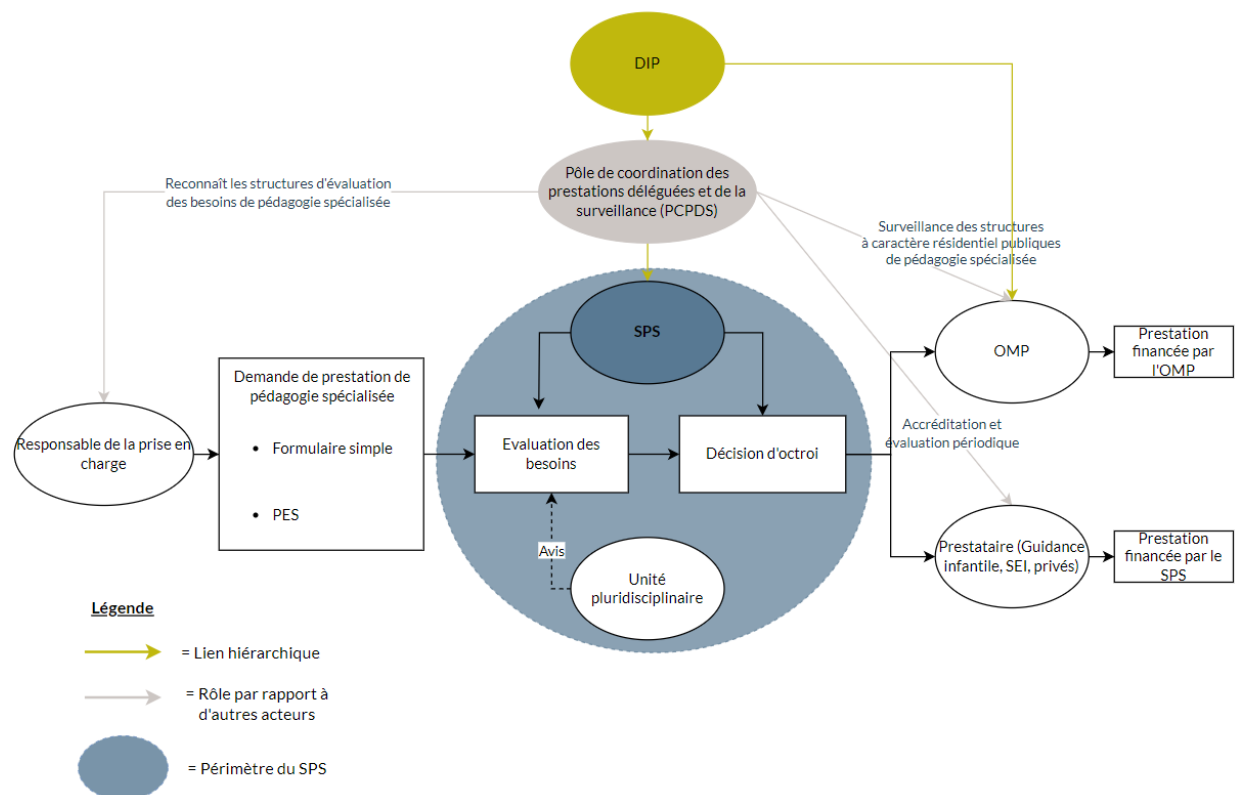 DIP
Pôle de coordination des
prestations déléguées et de la
surveillance (PCPDS)
Reconnaît les structures d'évaluation
des besoins de pédagogie spécialisée
Surveillance des structures
à caractère résidentiel publiques
de pédagogie spécialisée
SPS
OMP
Prestation
financée par
l'OMP
Demande de prestation de
pédagogie spécialisée
• Formulaire simple
• PES
Responsable de la prise en
charge
Evaluation des
besoins
Décision d'octroi
Accréditation et
évaluation périodique
Avis
Unité
pluridisciplinaire
Prestataire (Guidance
infantile, SEI, privés)
Prestation
financée par le
SPS
Légende
= Lien hiérarchique
= Rôle par rapport à
d'autres acteurs
= Périmètre du SPS